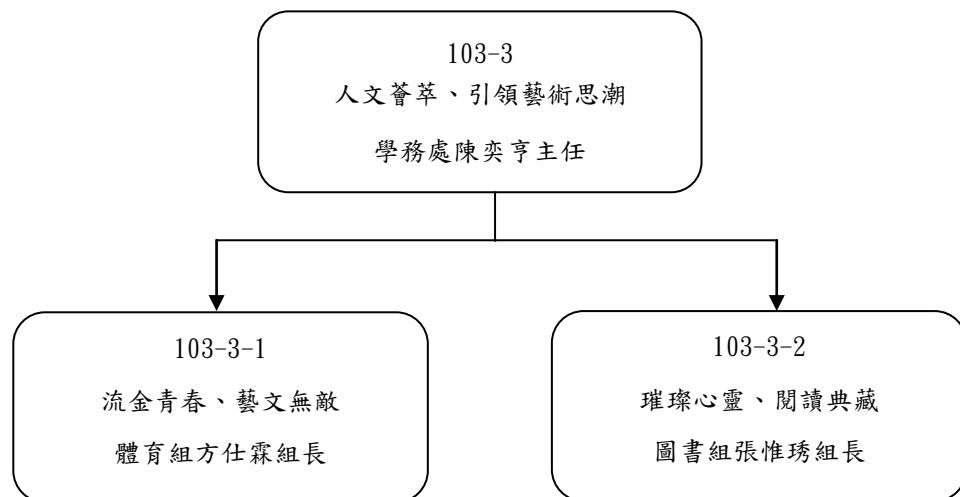 103-3
人文薈萃、引領藝術思潮
學務處陳奕亨主任
103-3-1
流金青春、藝文無敵
體育組方仕霖組長
103-3-2
璀璨心靈、閱讀典藏
圖書組張惟琇組長